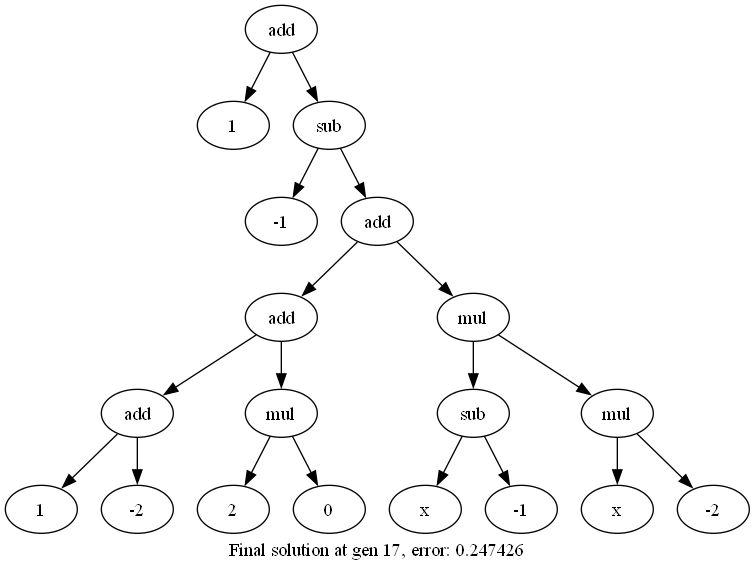 add
1
sub
-1
add
add
mul
add
mul
sub
mul
1
-2
2
0
x
-1
x
-2
Final solution at gen 17, error: 0.247426